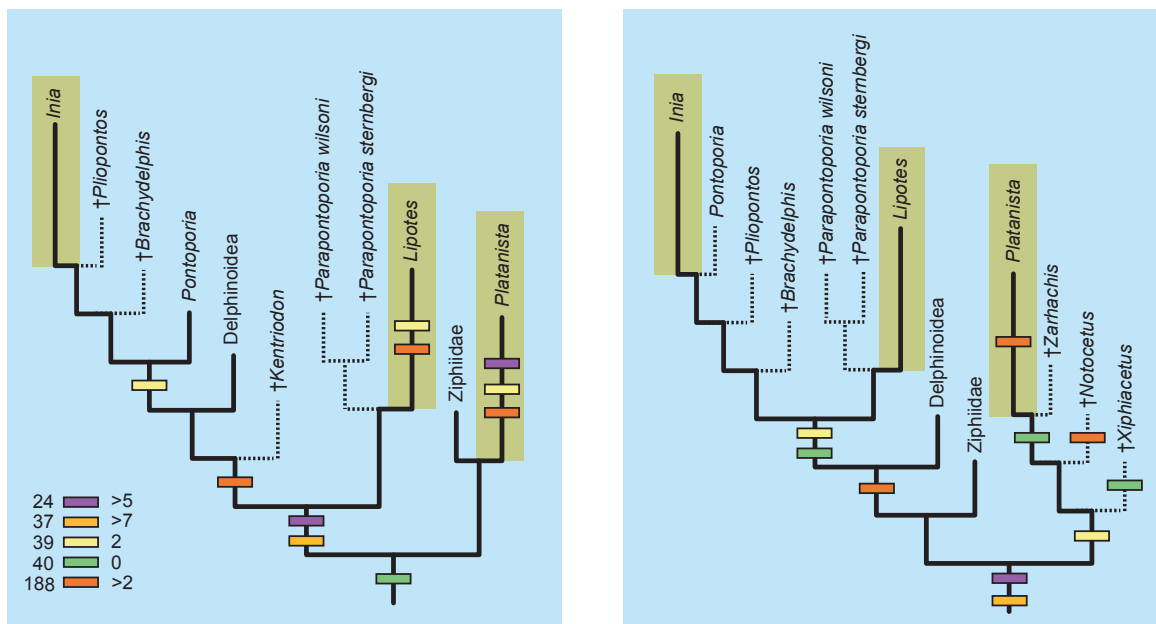 Inia
†Pliopontos
†Brachydelphis
Pontoporia
Delphinoidea
†Kentriodon
†Parapontoporia wilsoni
†Parapontoporia sternbergi
Lipotes
Ziphiidae
Platanista
24 >5
37 >7
39 2
40 0
188 >2
Inia
Pontoporia
†Pliopontos
†Brachydelphis
†Parapontoporia wilsoni
†Parapontoporia sternbergi
Lipotes
Delphinoidea
Ziphiidae
Platanista
†Zarhachis
†Notocetus
†Xiphiacetus